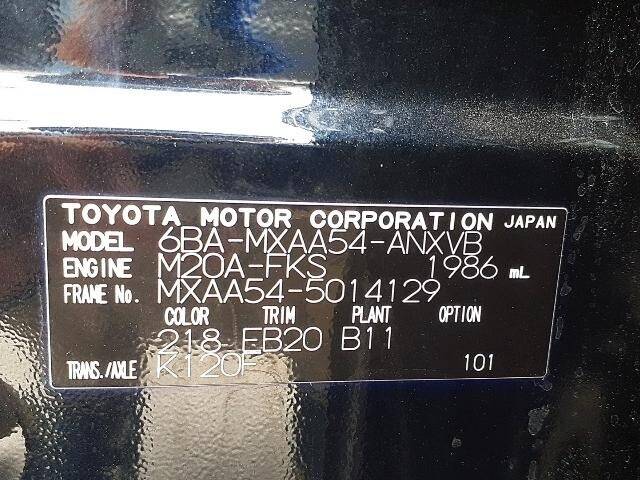 TOYOTA MOTOR CORPORATION JAPAN
MODEL 6BA-MXAA54-ANXVB
ENGINE M20A-FKS 1986 mL
FRAME No. MXAA54-5014129
COLOR TRIM PLANT OPTION
218 EB20 B11
TRANS./AXLE K120F 101